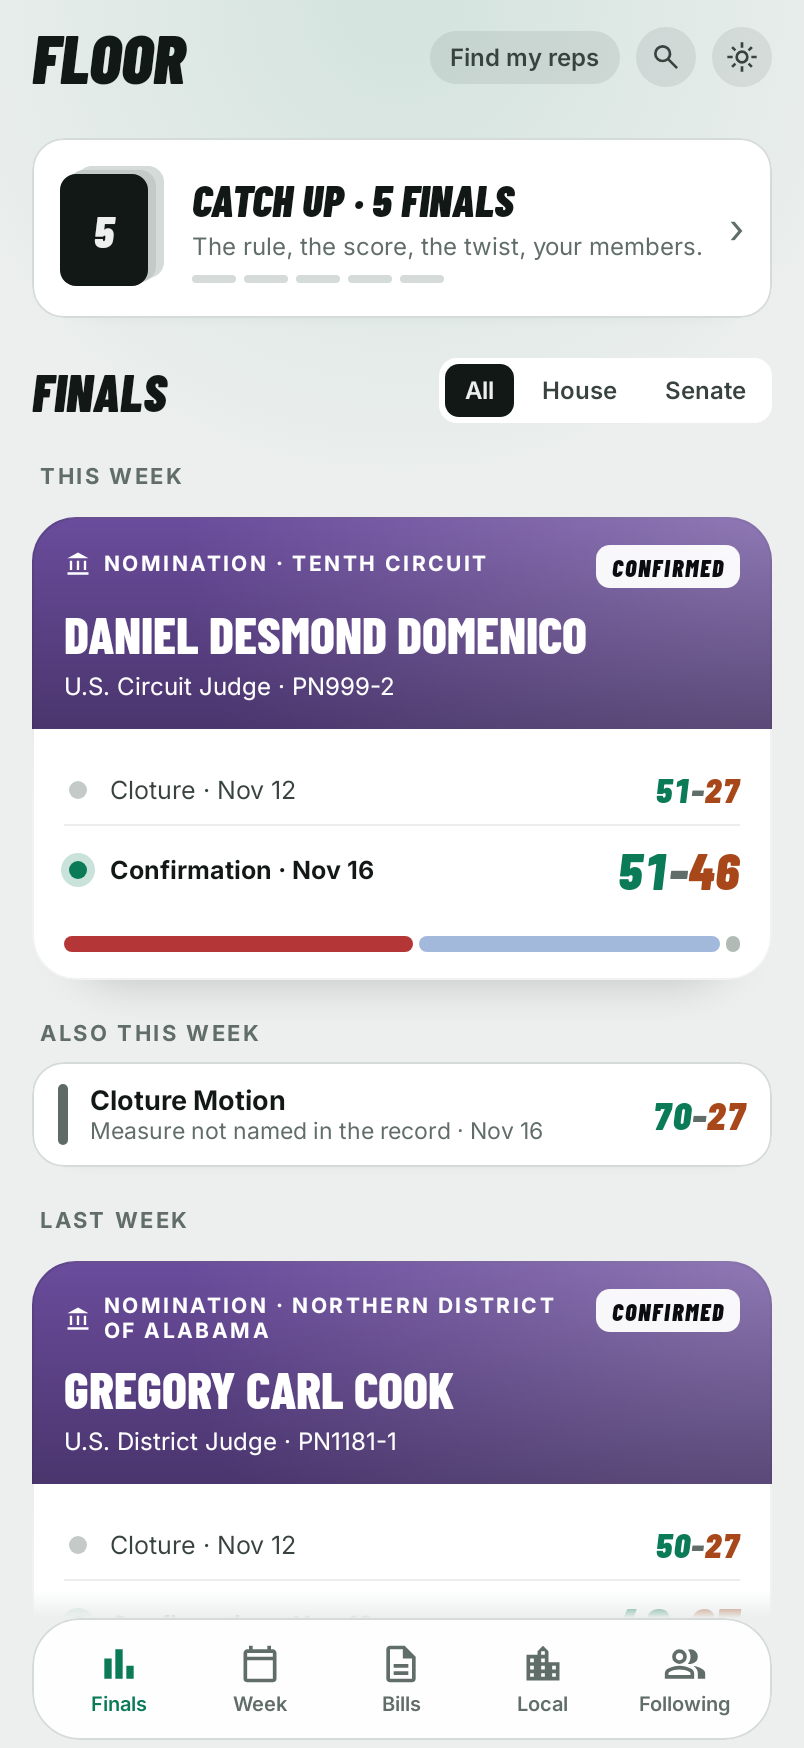 FLOOR
Find my reps
5
CATCH UP · 5 FINALS
The rule, the score, the twist, your members.
FINALS
All
House
Senate
THIS WEEK
NOMINATION · TENTH CIRCUIT
CONFIRMED
DANIEL DESMOND DOMENICO
U.S. Circuit Judge · PN999-2
Cloture · Nov 12
51-27
Confirmation · Nov 16
51-46
ALSO THIS WEEK
Cloture Motion
Measure not named in the record · Nov 16
70-27
LAST WEEK
NOMINATION · NORTHERN DISTRICT
OF ALABAMA
CONFIRMED
GREGORY CARL COOK
U.S. District Judge · PN1181-1
Cloture · Nov 12
50-27
Finals
Week
Bills
Local
Following